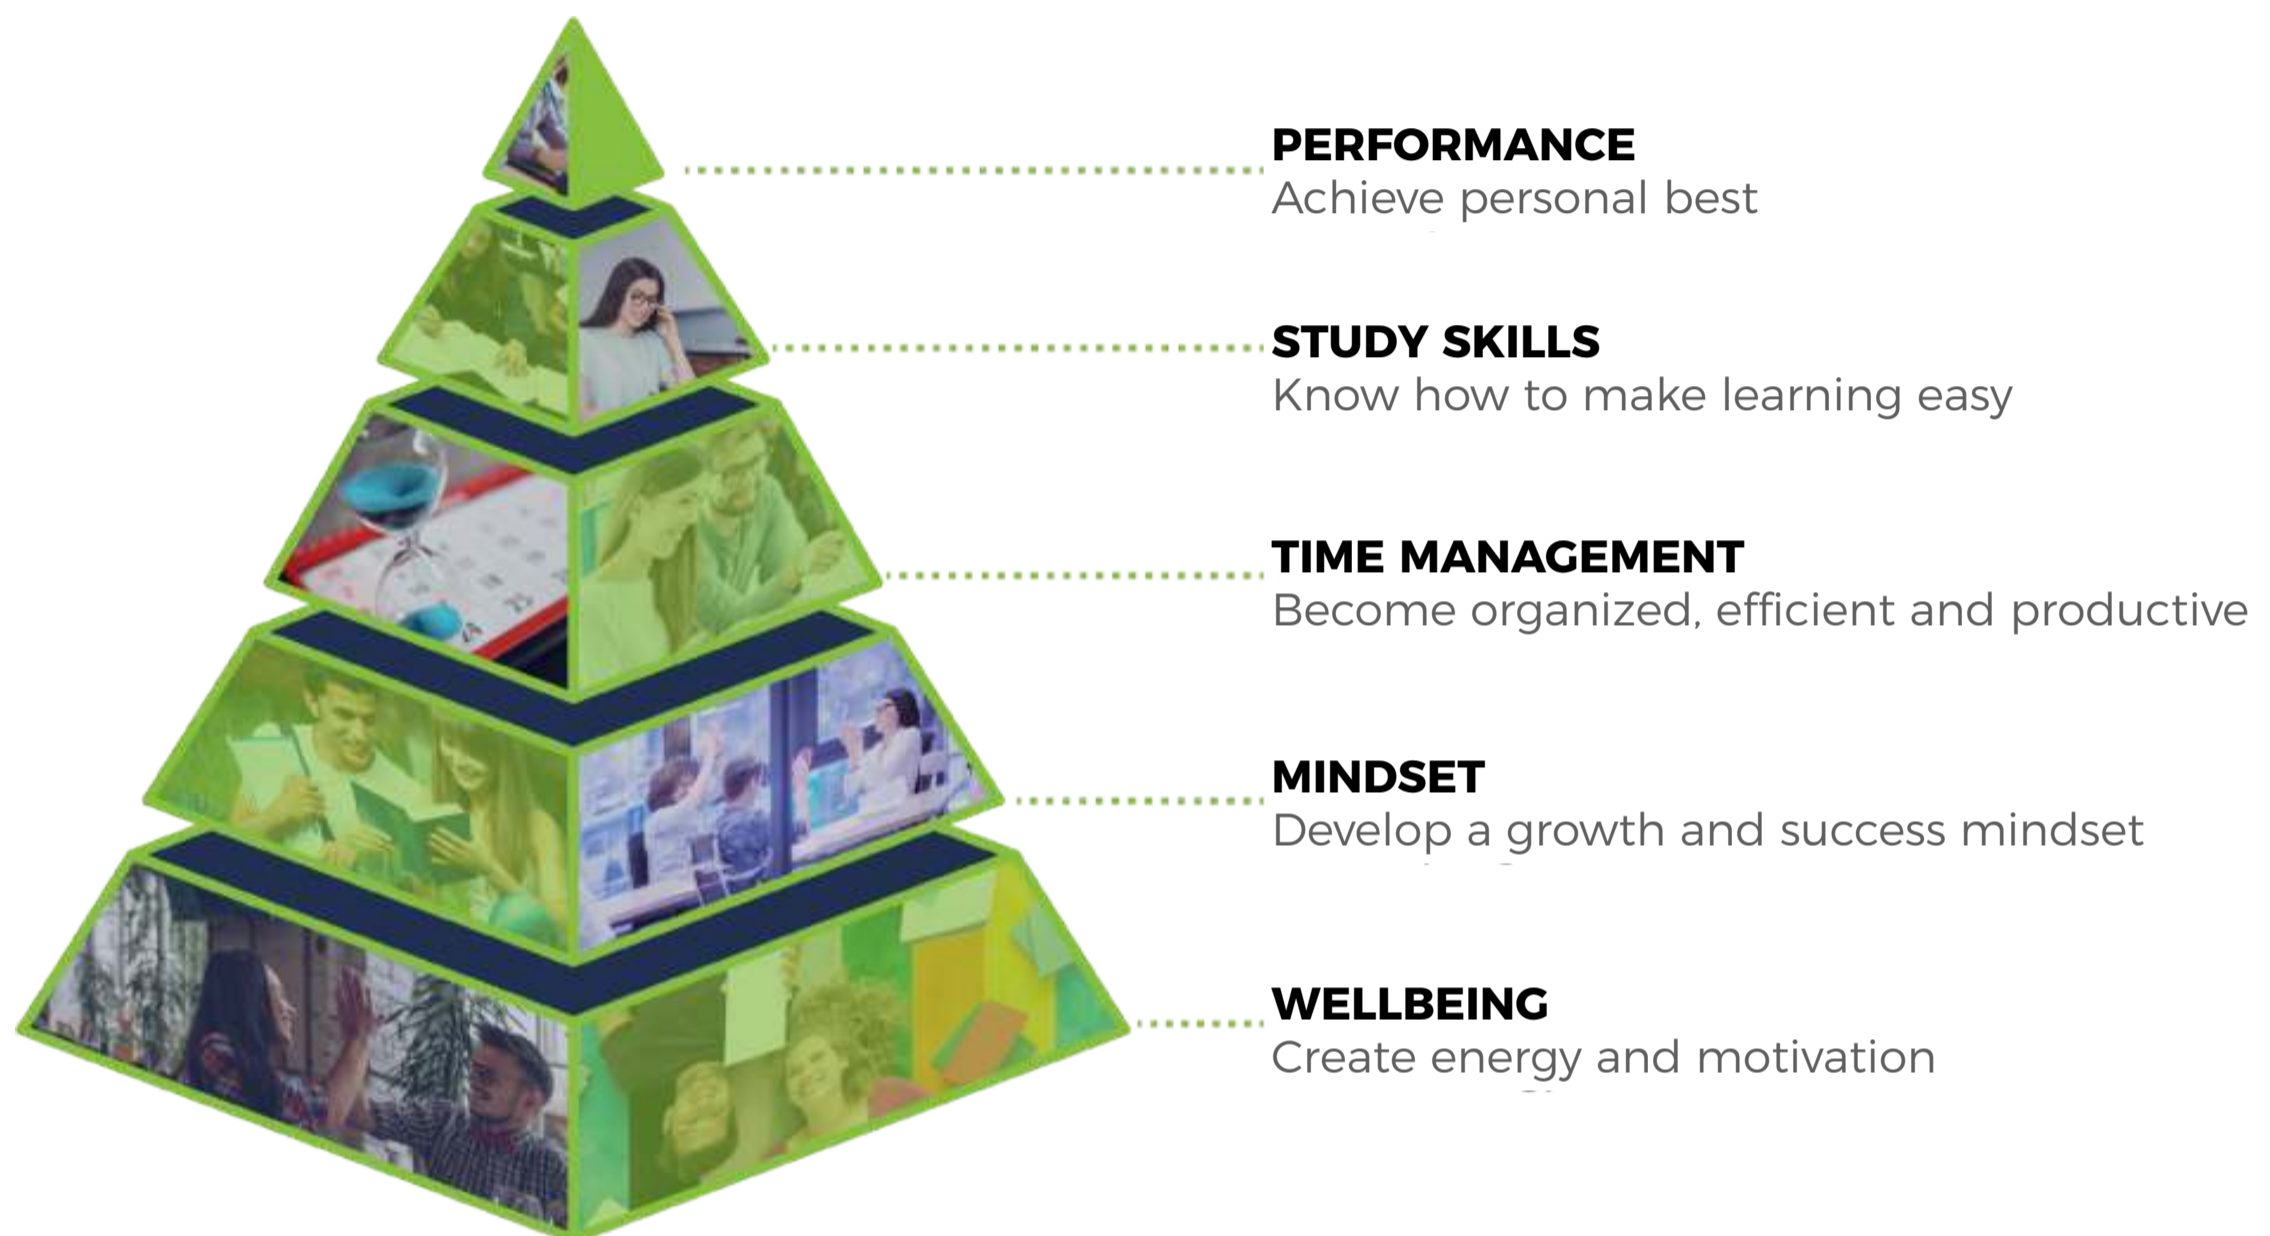 PERFORMANCE
Achieve personal best
STUDY SKILLS
Know how to make learning easy
TIME MANAGEMENT
Become organized, efficient and productive
MINDSET
Develop a growth and success mindset
WELLBEING
Create energy and motivation